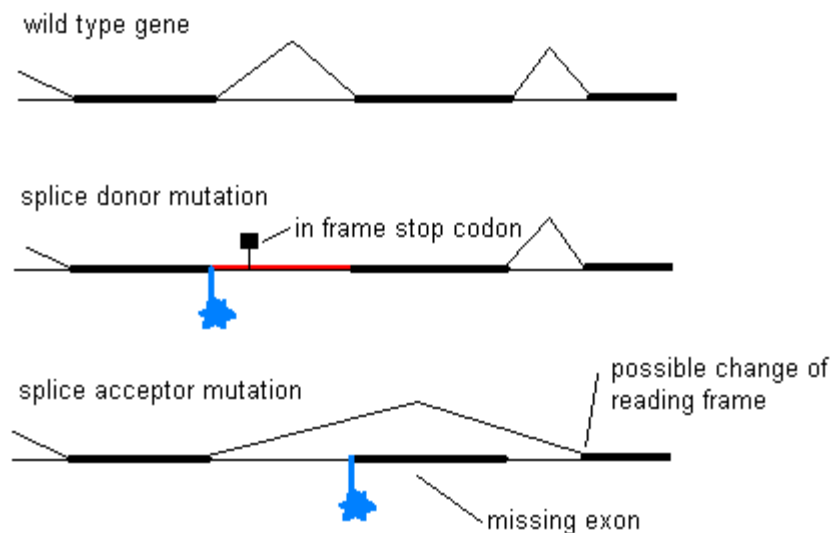 wild type gene
splice donor mutation
in frame stop codon
splice acceptor mutation
possible change of
reading frame
missing exon